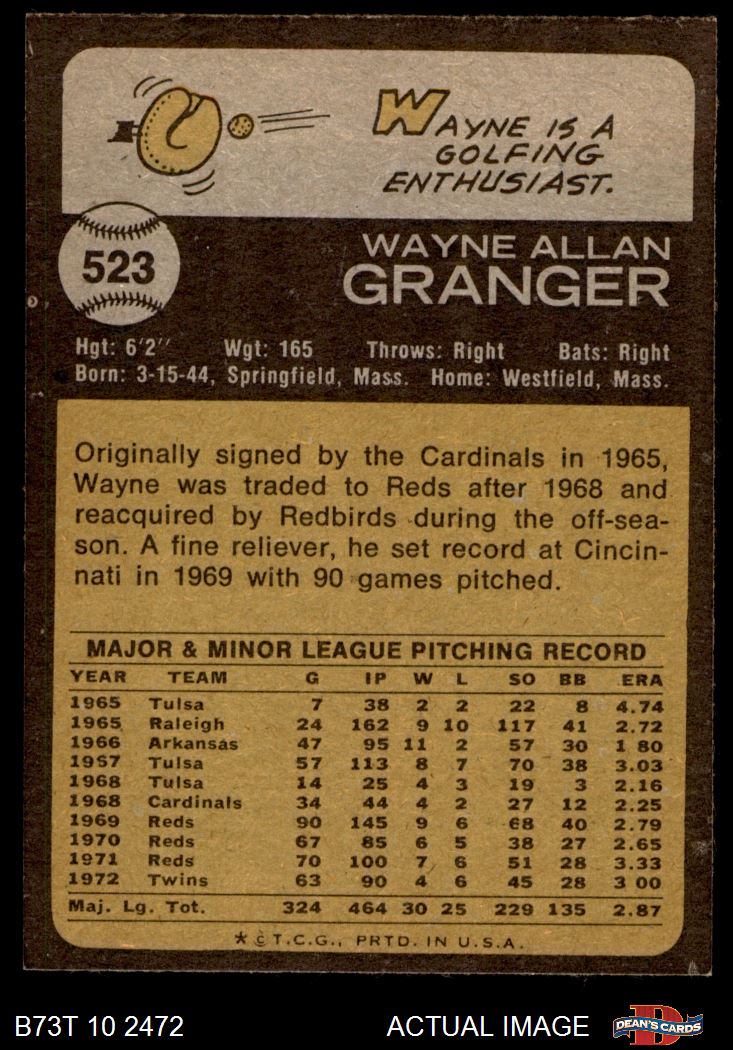 WAYNE IS A
GOLFING
ENTHUSIAST.
523
WAYNE ALLAN
GRANGER
Hgt: 6'2" Wgt: 165 Throws: Right Bats: Right
Born: 3-15-44, Springfield, Mass. Home: Westfield, Mass.
Originally signed by the Cardinals in 1965,
Wayne was traded to Reds after 1968 and
reacquired by Redbirds during the off-sea-
son. A fine reliever, he set record at Cincin-
nati in 1969 with 90 games pitched.
MAJOR & MINOR LEAGUE PITCHING RECORD
YEAR TEAM G IP W L SO BB ERA
1965 Tulsa 7 38 2 2 22 8 4.74
1965 Raleigh 24 162 9 10 117 41 2.72
1966 Arkansas 47 95 11 2 57 30 1 80
1957 Tulsa 57 113 8 7 70 38 3.03
1968 Tulsa 14 25 4 3 19 3 2.16
1968 Cardinals 34 44 4 2 27 12 2.25
1969 Reds 90 145 9 6 68 40 2.79
1970 Reds 67 85 6 5 38 27 2.65
1971 Reds 70 100 7 6 51 28 3.33
1972 Twins 63 90 4 6 45 28 3 00
Maj. Lg. Tot. 324 464 30 25 229 135 2.87
* © T.C.G., PRTD. IN U.S.A.
B73T 10 2472 ACTUAL IMAGE DEAN'S CARDS